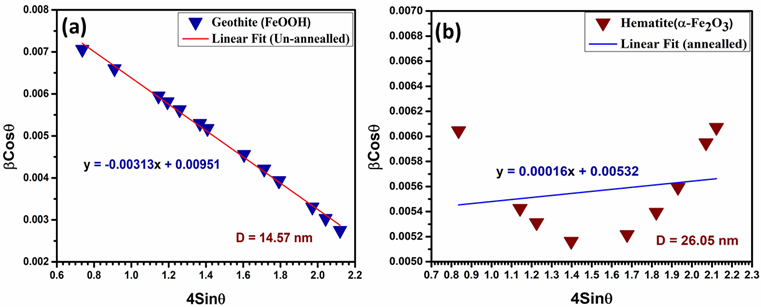 (a)
Geothite (FeOOH)
Linear Fit (Un-annealled)
0.008
0.007
0.006
0.005
0.004
0.003
0.002
βCosθ
y = -0.00313x + 0.00951
D = 14.57 nm
0.6 0.8 1.0 1.2 1.4 1.6 1.8 2.0 2.2
4Sinθ
(b)
Hematite(α-Fe₂O₃)
Linear Fit (annealled)
0.0070
0.0068
0.0066
0.0064
0.0062
0.0060
0.0058
0.0056
0.0054
0.0052
0.0050
βCosθ
y = 0.00016x + 0.00532
D = 26.05 nm
0.7 0.8 0.9 1.0 1.1 1.2 1.3 1.4 1.5 1.6 1.7 1.8 1.9 2.0 2.1 2.2 2.3
4Sinθ